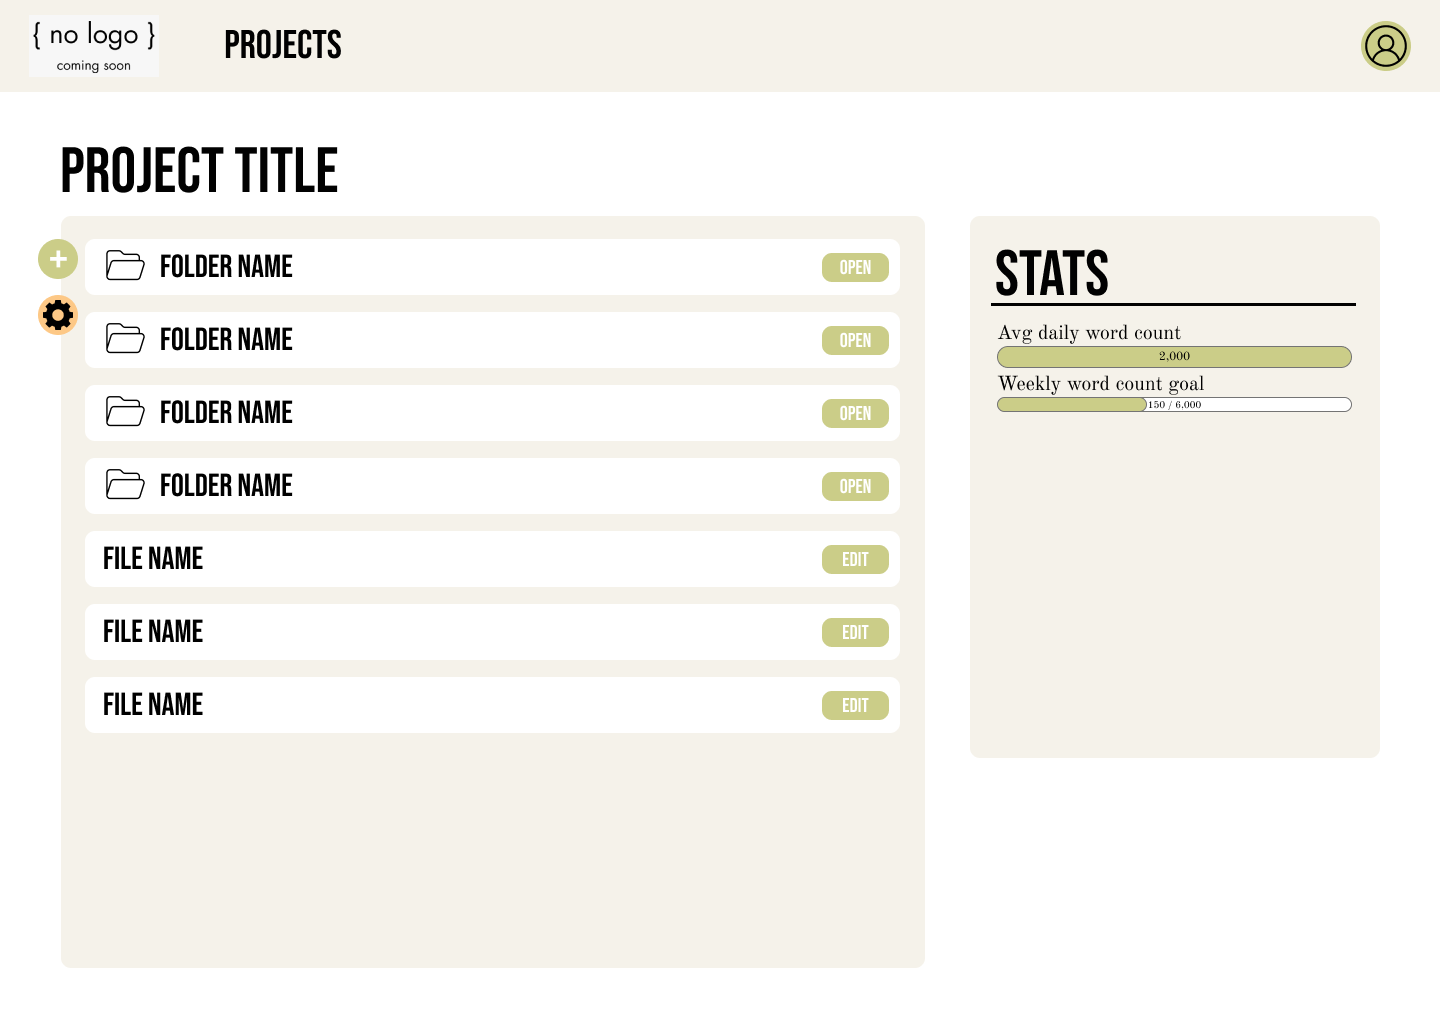 { no logo }
coming soon
PROJECTS
PROJECT TITLE
FOLDER NAME
OPEN
FOLDER NAME
OPEN
FOLDER NAME
OPEN
FOLDER NAME
OPEN
FILE NAME
EDIT
FILE NAME
EDIT
FILE NAME
EDIT
STATS
Avg daily word count
2,000
Weekly word count goal
150 / 6,000